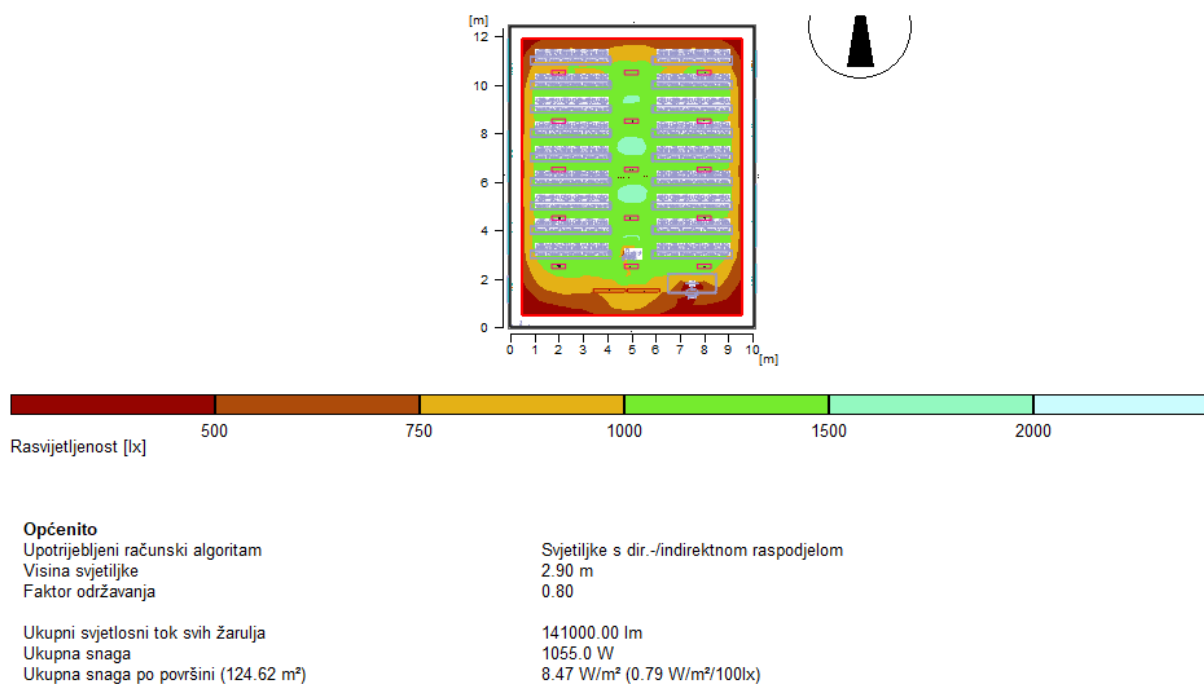 [m]
12
10
8
6
4
2
0
0 1 2 3 4 5 6 7 8 9 10
[m]
500 750 1000 1500 2000
Rasvijetljenost [lx]
Općenito
Upotrijebljeni računski algoritam Svjetiljke s dir.-/indirektnom raspodjelom
Visina svjetiljke 2.90 m
Faktor održavanja 0.80
Ukupni svjetlosni tok svih žarulja 141000.00 lm
Ukupna snaga 1055.0 W
Ukupna snaga po površini (124.62 m²) 8.47 W/m² (0.79 W/m²/100lx)